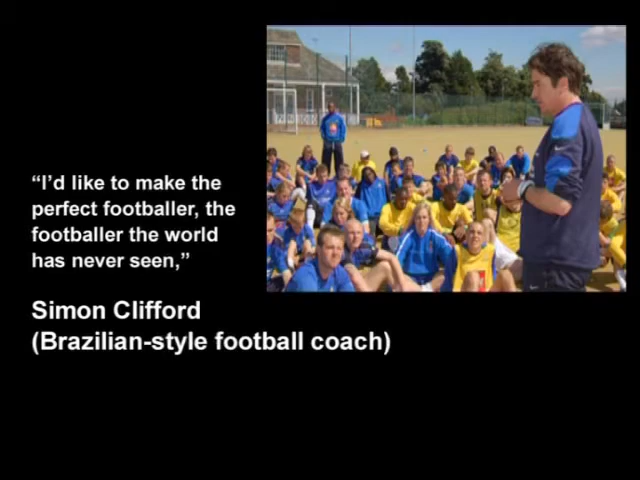 “I’d like to make the
perfect footballer, the
footballer the world
has never seen,”
Simon Clifford
(Brazilian-style football coach)